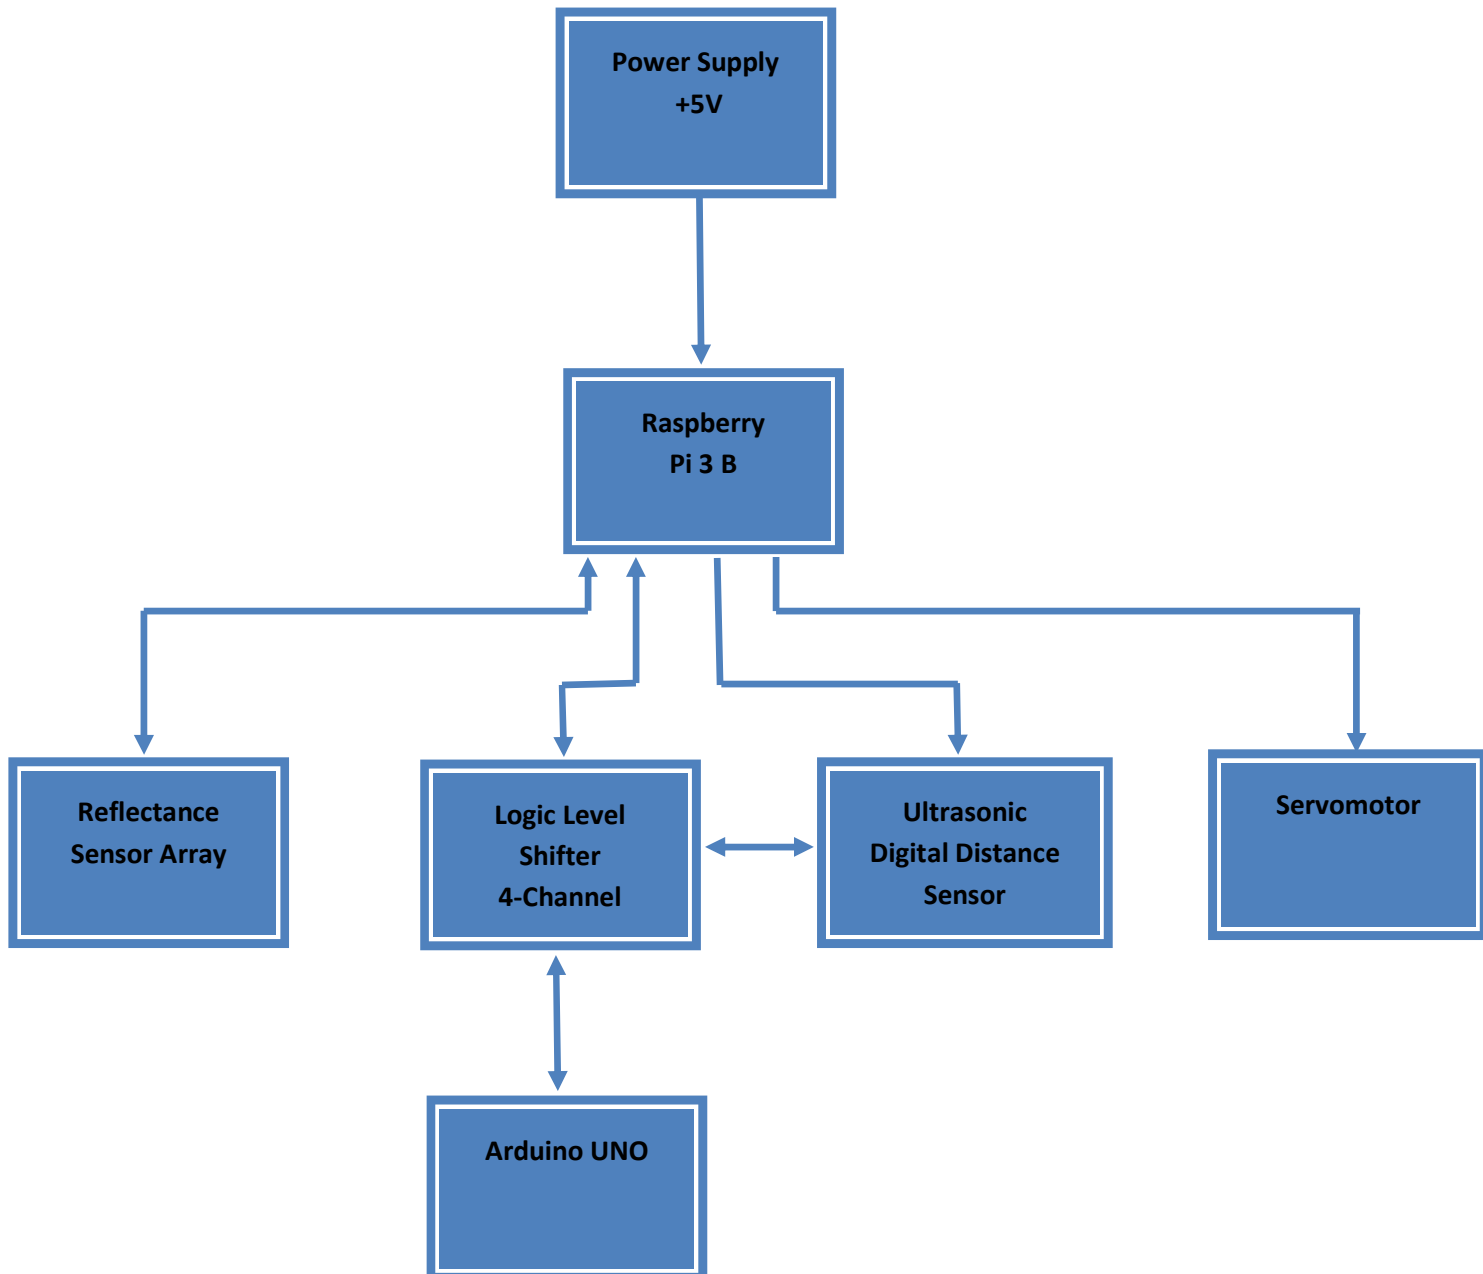 Power Supply
+5V
Raspberry
Pi 3 B
Reflectance
Sensor Array
Logic Level
Shifter
4-Channel
Ultrasonic
Digital Distance
Sensor
Servomotor
Arduino UNO